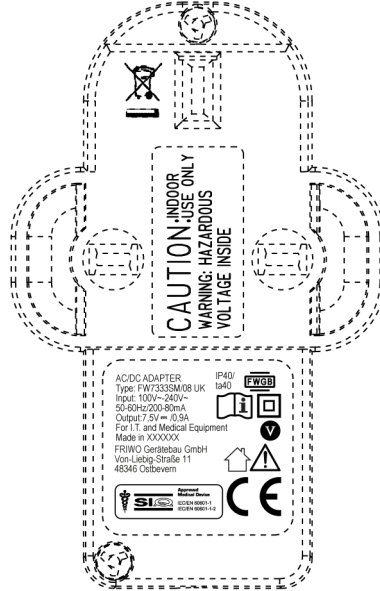 CAUTION: INDOOR
USE ONLY
WARNING: HAZARDOUS
VOLTAGE INSIDE
AC/DC ADAPTER
Type: FW7333SM/08 UK
Input: 100V~-240V~
50-60Hz/200-80mA
Output:7,5V⎓/0,9A
For I.T. and Medical Equipment
Made in XXXXXX
FRIWO Gerätebau GmbH
Von-Liebig-Straße 11
48346 Ostbevern
IP40/
ta40
FWGB
i
V
SIQ
Approved
Medical Device
IEC/EN 60601-1
IEC/EN 60601-1-2
CE